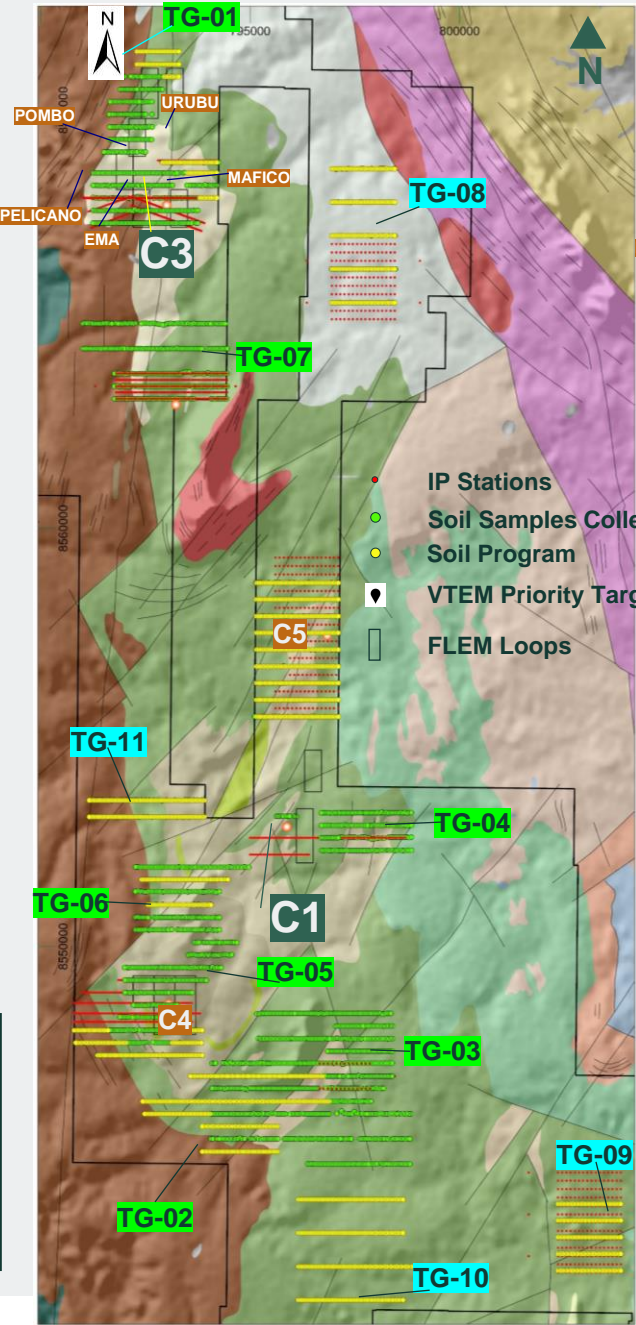 TG-01
N
795000
800000
N
URUBU
POMBO
MAFICO
TG-08
PELICANO
EMA
C3
TG-07
IP Stations
Soil Samples Colle
8560000
Soil Program
VTEM Priority Targ
C5
FLEM Loops
TG-11
TG-04
TG-06
C1
8550000
TG-05
C4
TG-03
TG-09
TG-02
TG-10